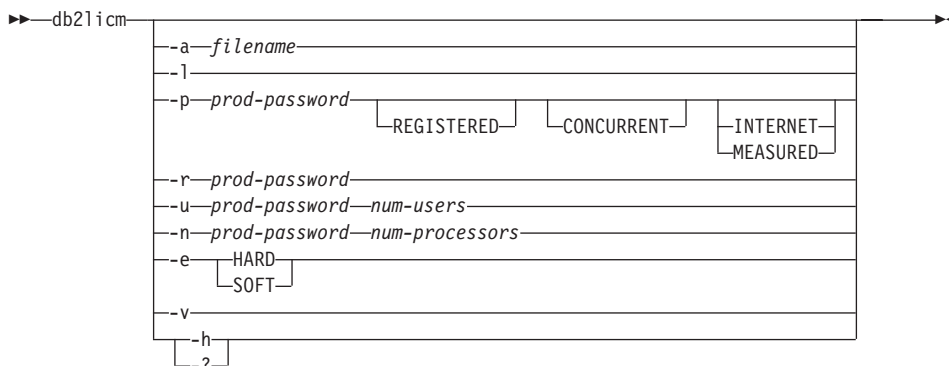 db2licm
-a filename
-l
-p prod-password
REGISTERED CONCURRENT INTERNET
MEASURED
-r prod-password
-u prod-password num-users
-n prod-password num-processors
-e HARD
SOFT
-v
-h
-?